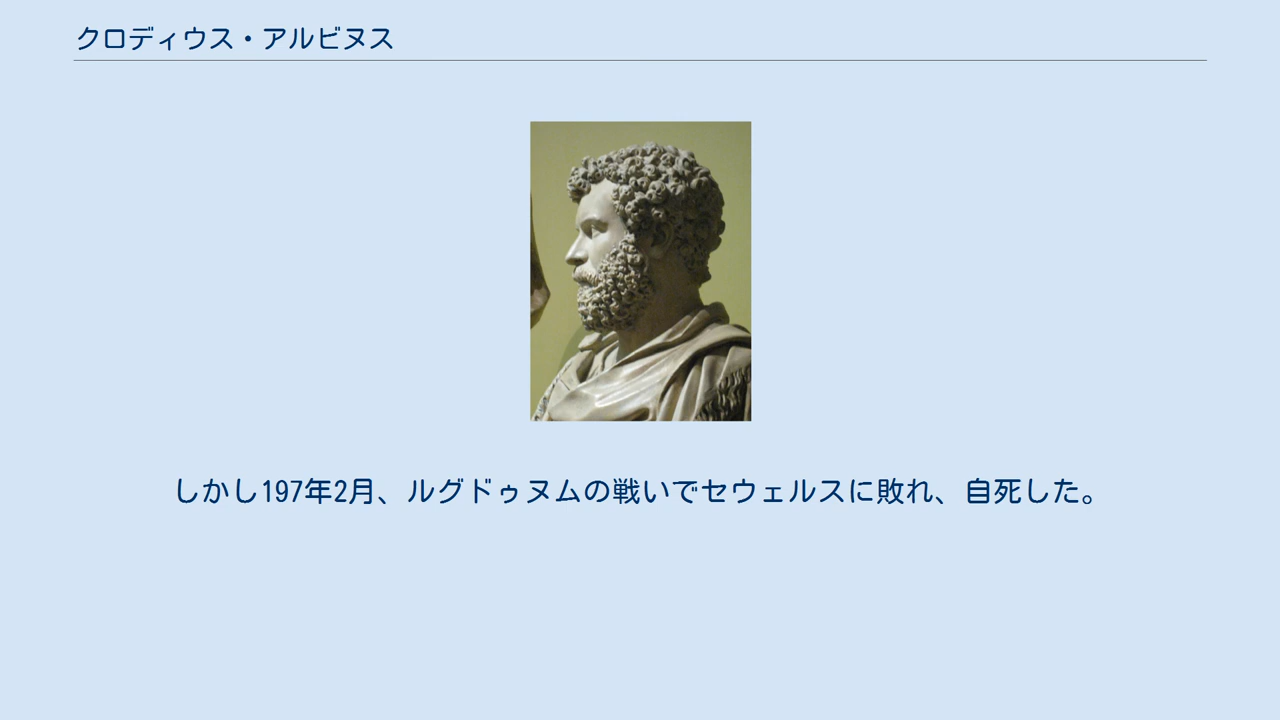 クロディウス・アルビヌス
しかし197年2月、ルグドゥヌムの戦いでセウェルスに敗れ、自死した。